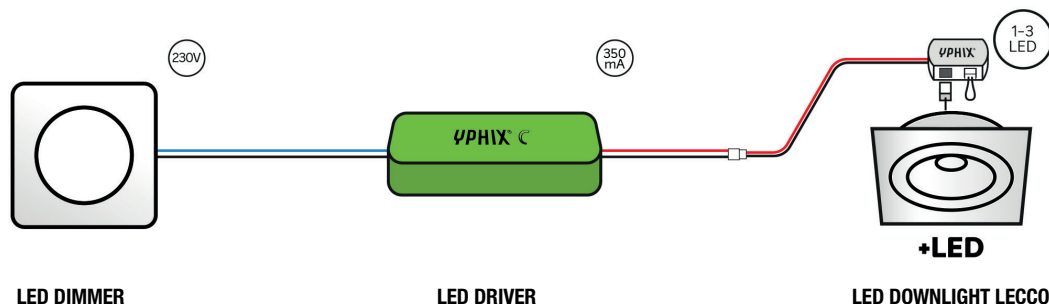 230V
350
mA
1-3
LED
YPHIX®
YPHIX®
+LED
LED DIMMER
LED DRIVER
LED DOWNLIGHT LECCO